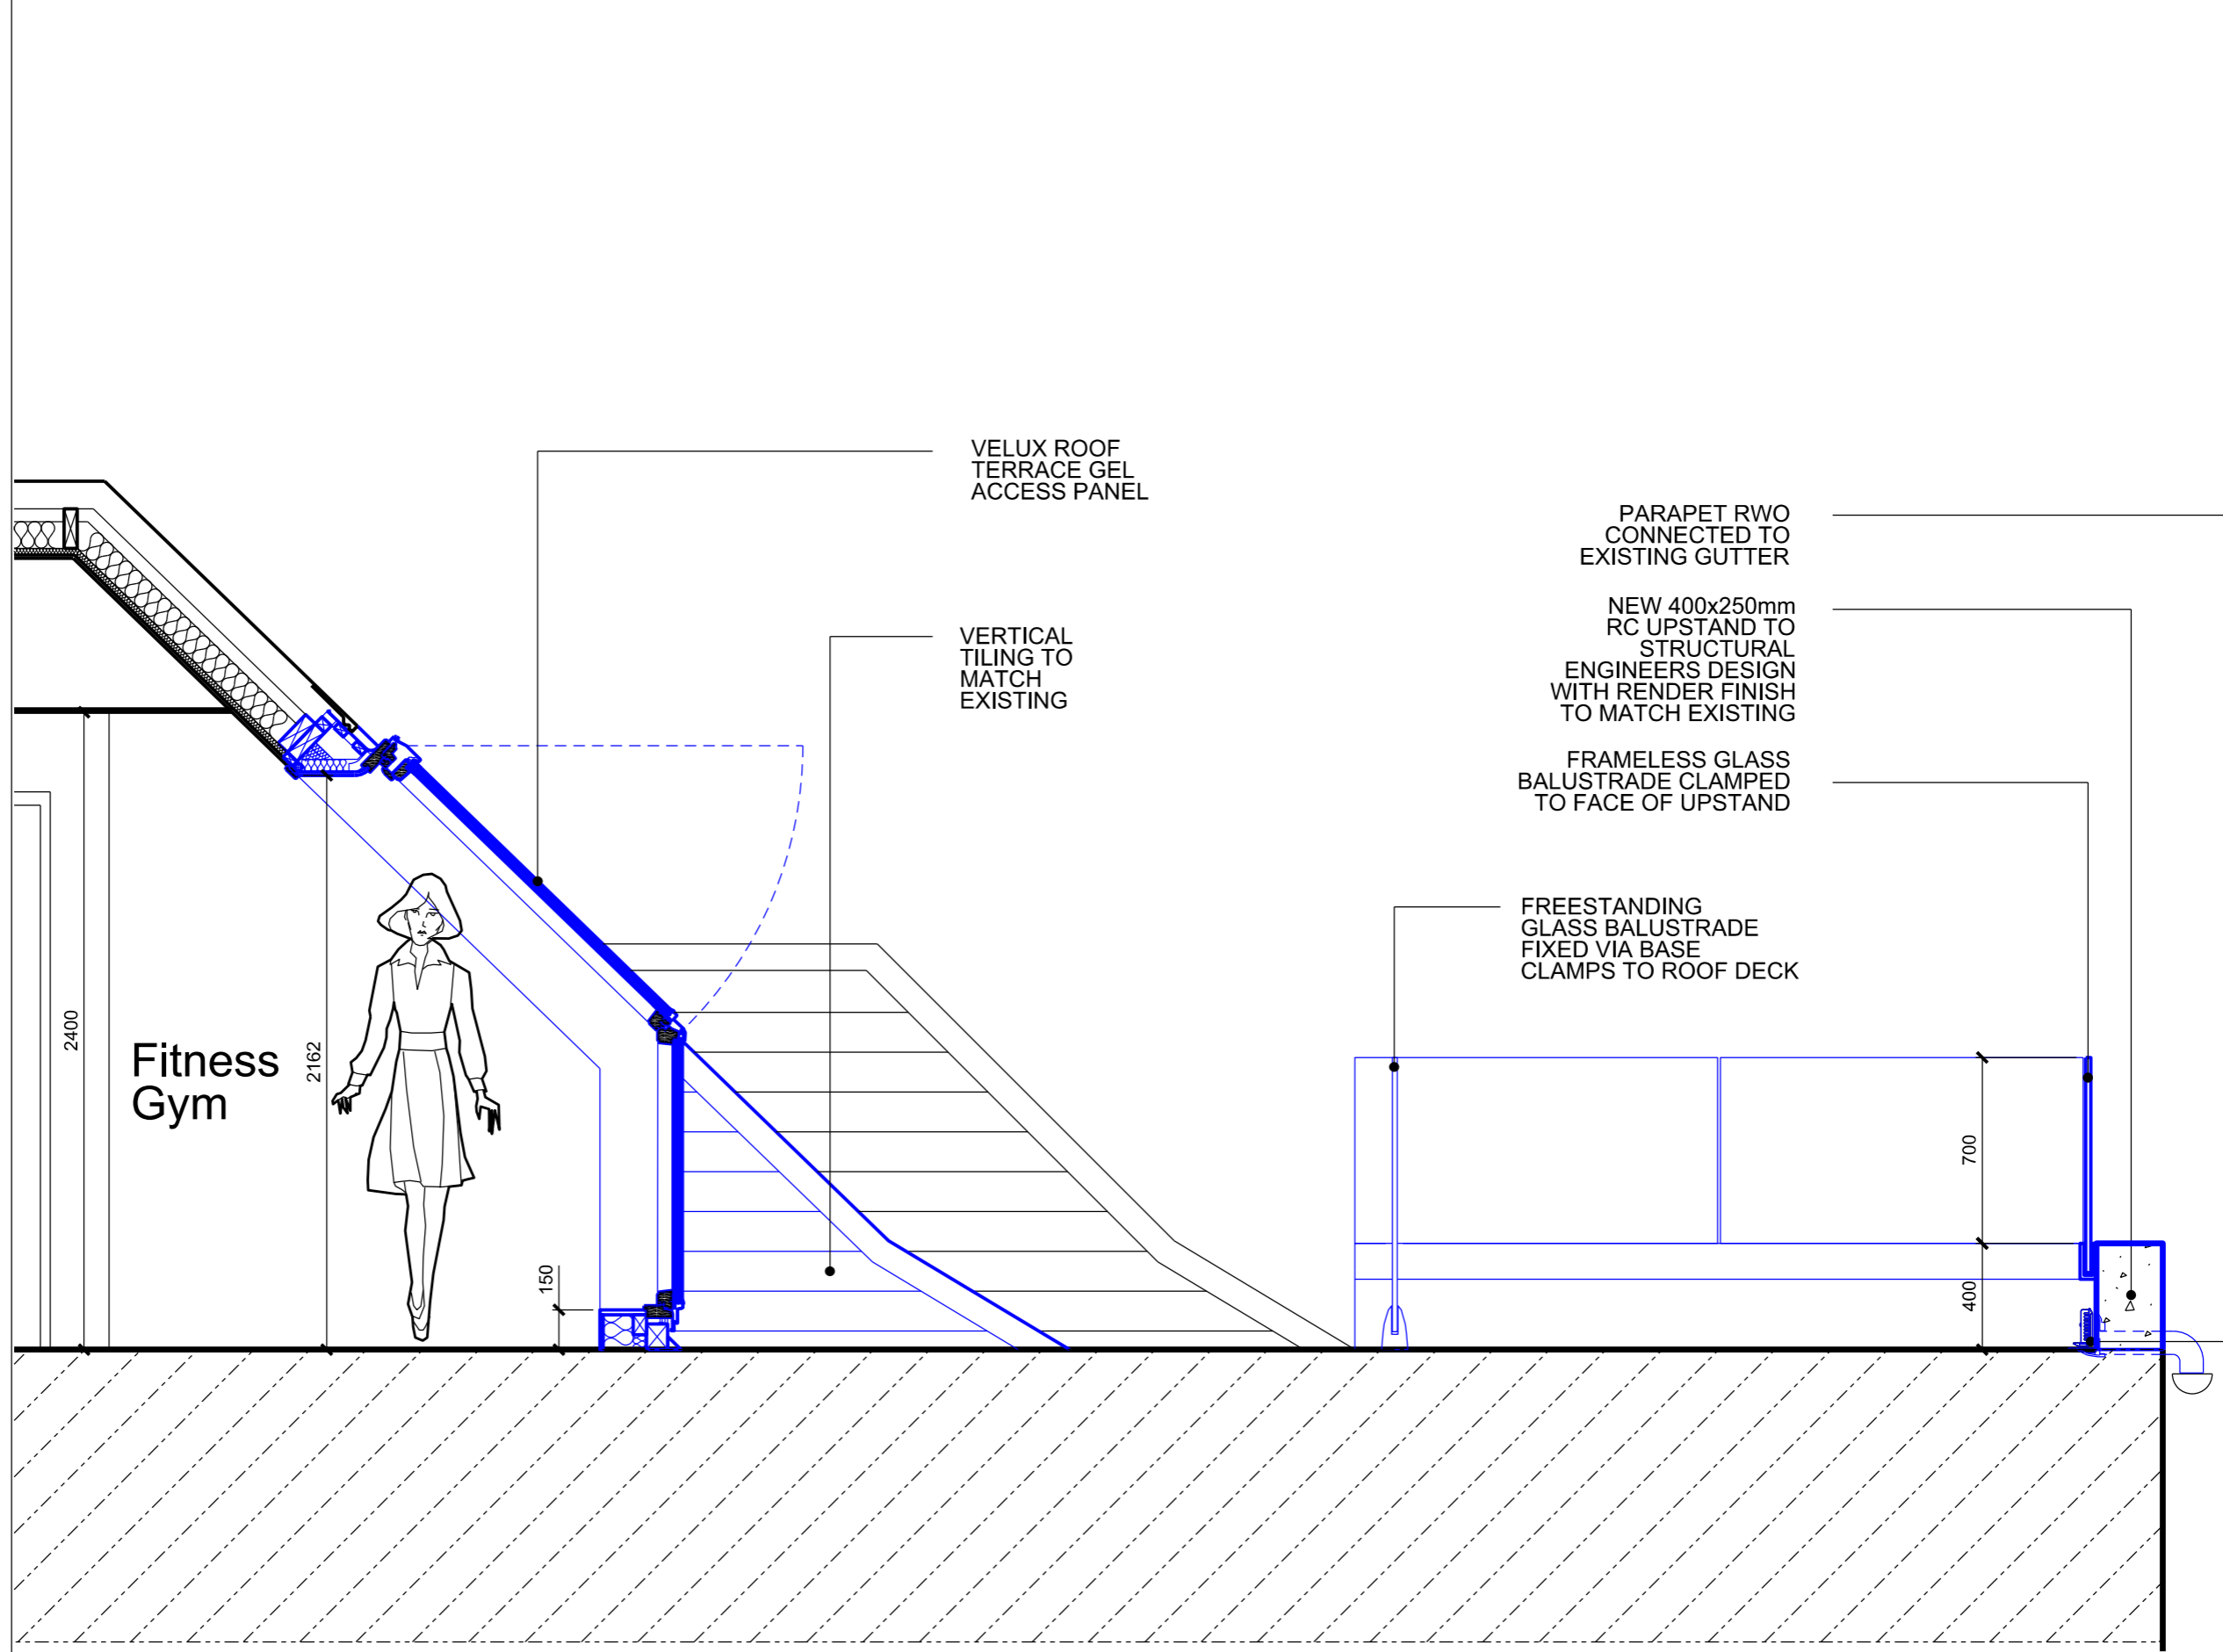 VELUX ROOF
TERRACE GEL
ACCESS PANEL
PARAPET RWO
CONNECTED TO
EXISTING GUTTER
NEW 400x250mm
RC UPSTAND TO
STRUCTURAL
ENGINEERS DESIGN
WITH RENDER FINISH
TO MATCH EXISTING
VERTICAL
TILING TO
MATCH
EXISTING
FRAMELESS GLASS
BALUSTRADE CLAMPED
TO FACE OF UPSTAND
FREESTANDING
GLASS BALUSTRADE
FIXED VIA BASE
CLAMPS TO ROOF DECK
2400
Fitness
Gym
2162
150
700
400